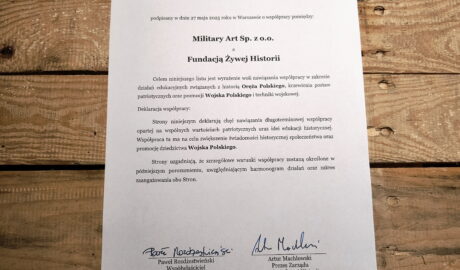 podpisany w dniu 27 maja 2024 roku w Warszawie o współpracy pomiędzy:
Military Art Sp. z o.o.
a
Fundacją Żywej Historii
Celem niniejszego listu jest wyrażenie woli nawiązania współpracy w zakresie
działań edukacyjnych związanych z historią Oręża Polskiego, krzewienia postaw
patriotycznych oraz promocji Wojska Polskiego i techniki wojskowej.
Deklaracja współpracy:
Strony niniejszym deklarują chęć nawiązania długoterminowej współpracy
opartej na wspólnych wartościach patriotycznych oraz idei edukacji historycznej.
Współpraca ta ma na celu zwiększenie świadomości historycznej społeczeństwa oraz
promocję dziedzictwa Wojska Polskiego.
Strony uzgadniają, że szczegółowe warunki współpracy zostaną określone w
późniejszym porozumieniu, uwzględniającym harmonogram działań oraz zakres
zaangażowania obu Stron.
Paweł Rozdżestwieński
Współwłaściciel
Artur Machlowski
Prezes Zarządu